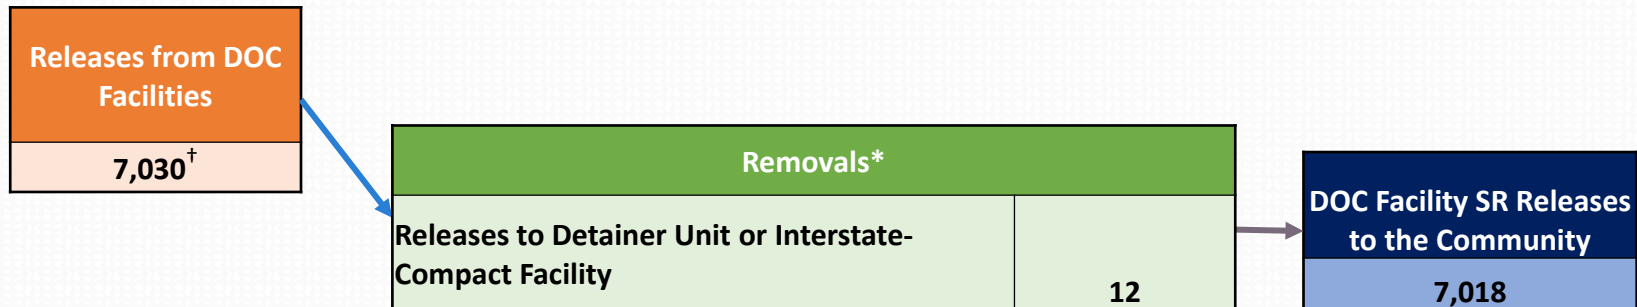 Releases from DOC
Facilities
7,030†
Removals*
Releases to Detainer Unit or Interstate-
Compact Facility
12
DOC Facility SR Releases
to the Community
7,018